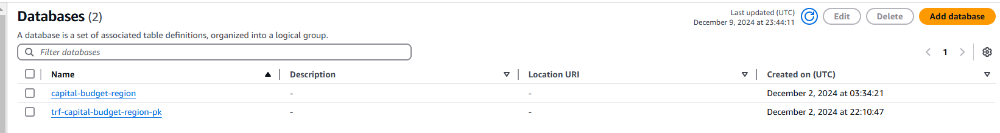 Databases (2)
Last updated (UTC)
December 9, 2024 at 23:44:11
Edit
Delete
Add database
A database is a set of associated table definitions, organized into a logical group.
Filter databases
1
Name Description Location URI Created on (UTC)
capital-budget-region - - December 2, 2024 at 03:34:21
trf-capital-budget-region-pk - - December 2, 2024 at 22:10:47